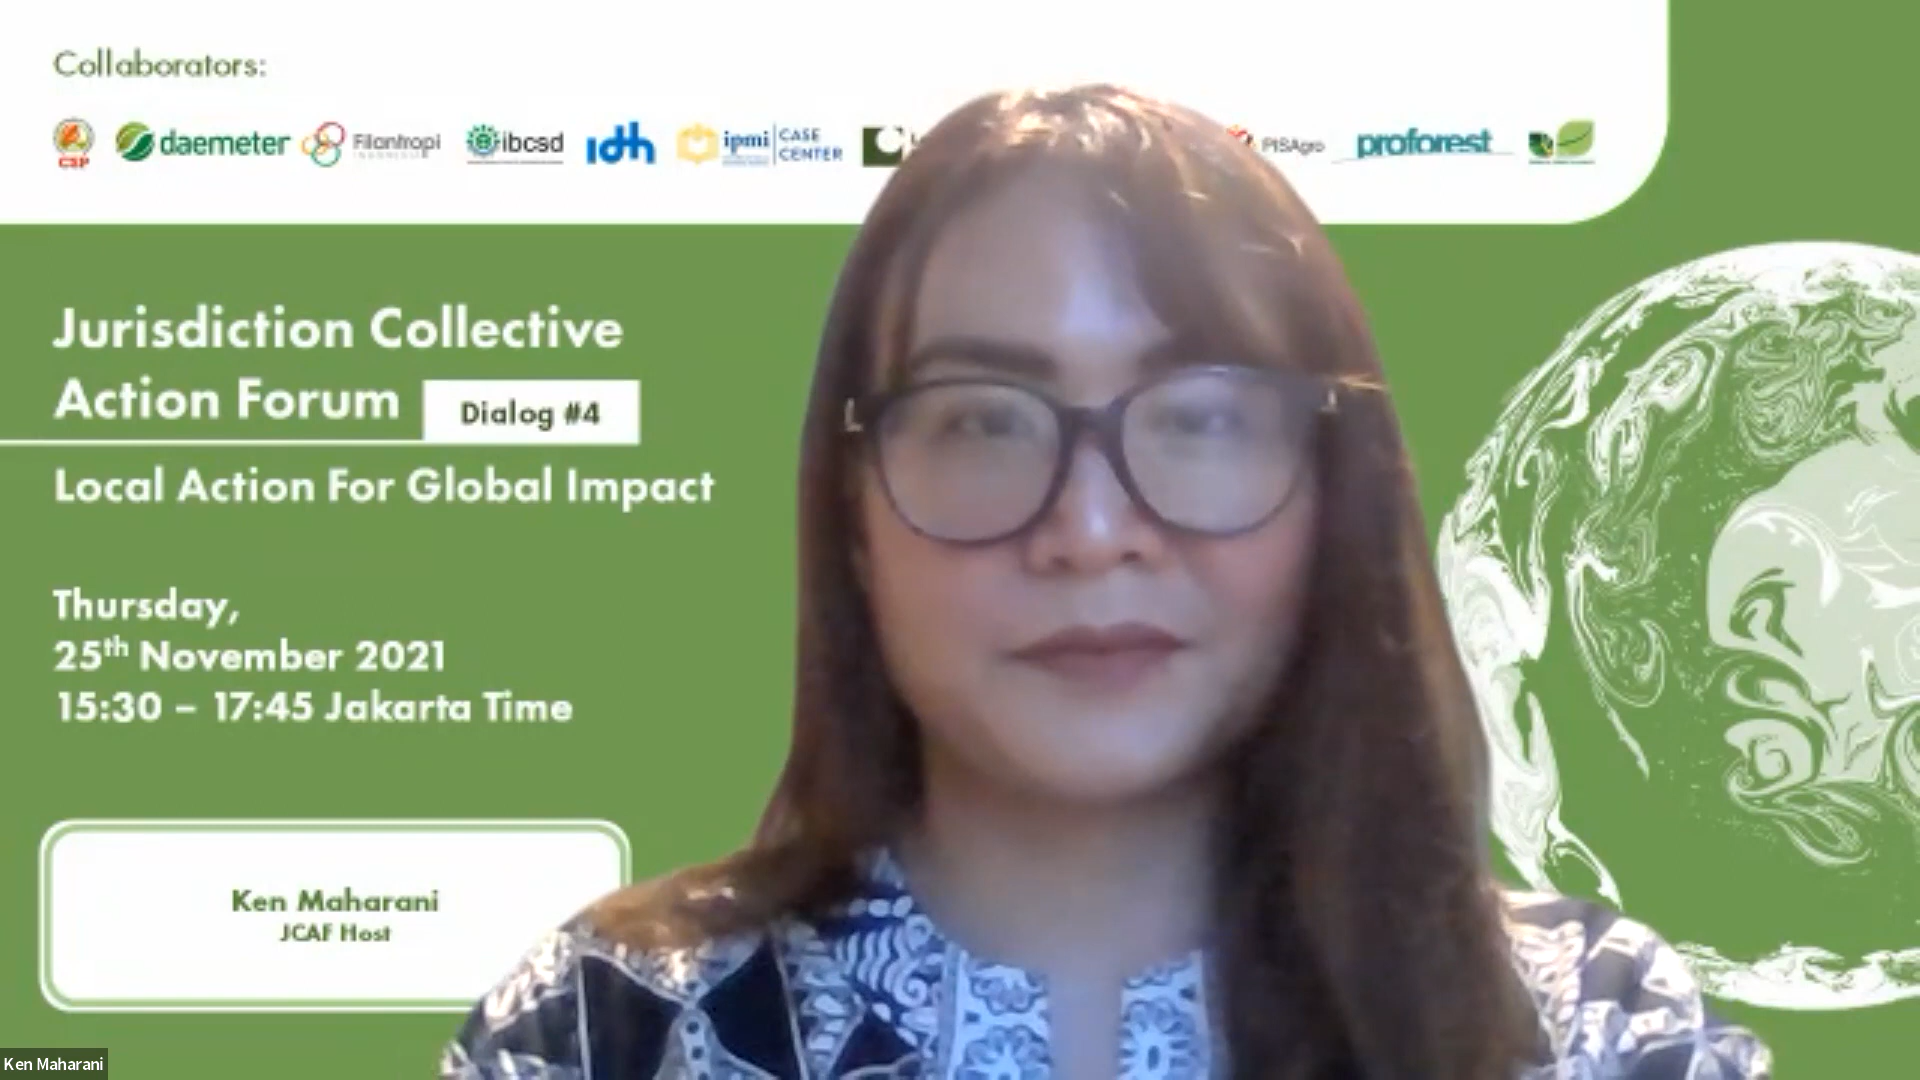 Collaborators:
CSP
daemeter
Filantropi
INDONESIA
ibcsd
idh
ipmi CASE CENTER
PISAgro
proforest
Jurisdiction Collective
Action Forum Dialog #4
Local Action For Global Impact
Thursday,
25th November 2021
15:30 – 17:45 Jakarta Time
Ken Maharani
JCAF Host
Ken Maharani